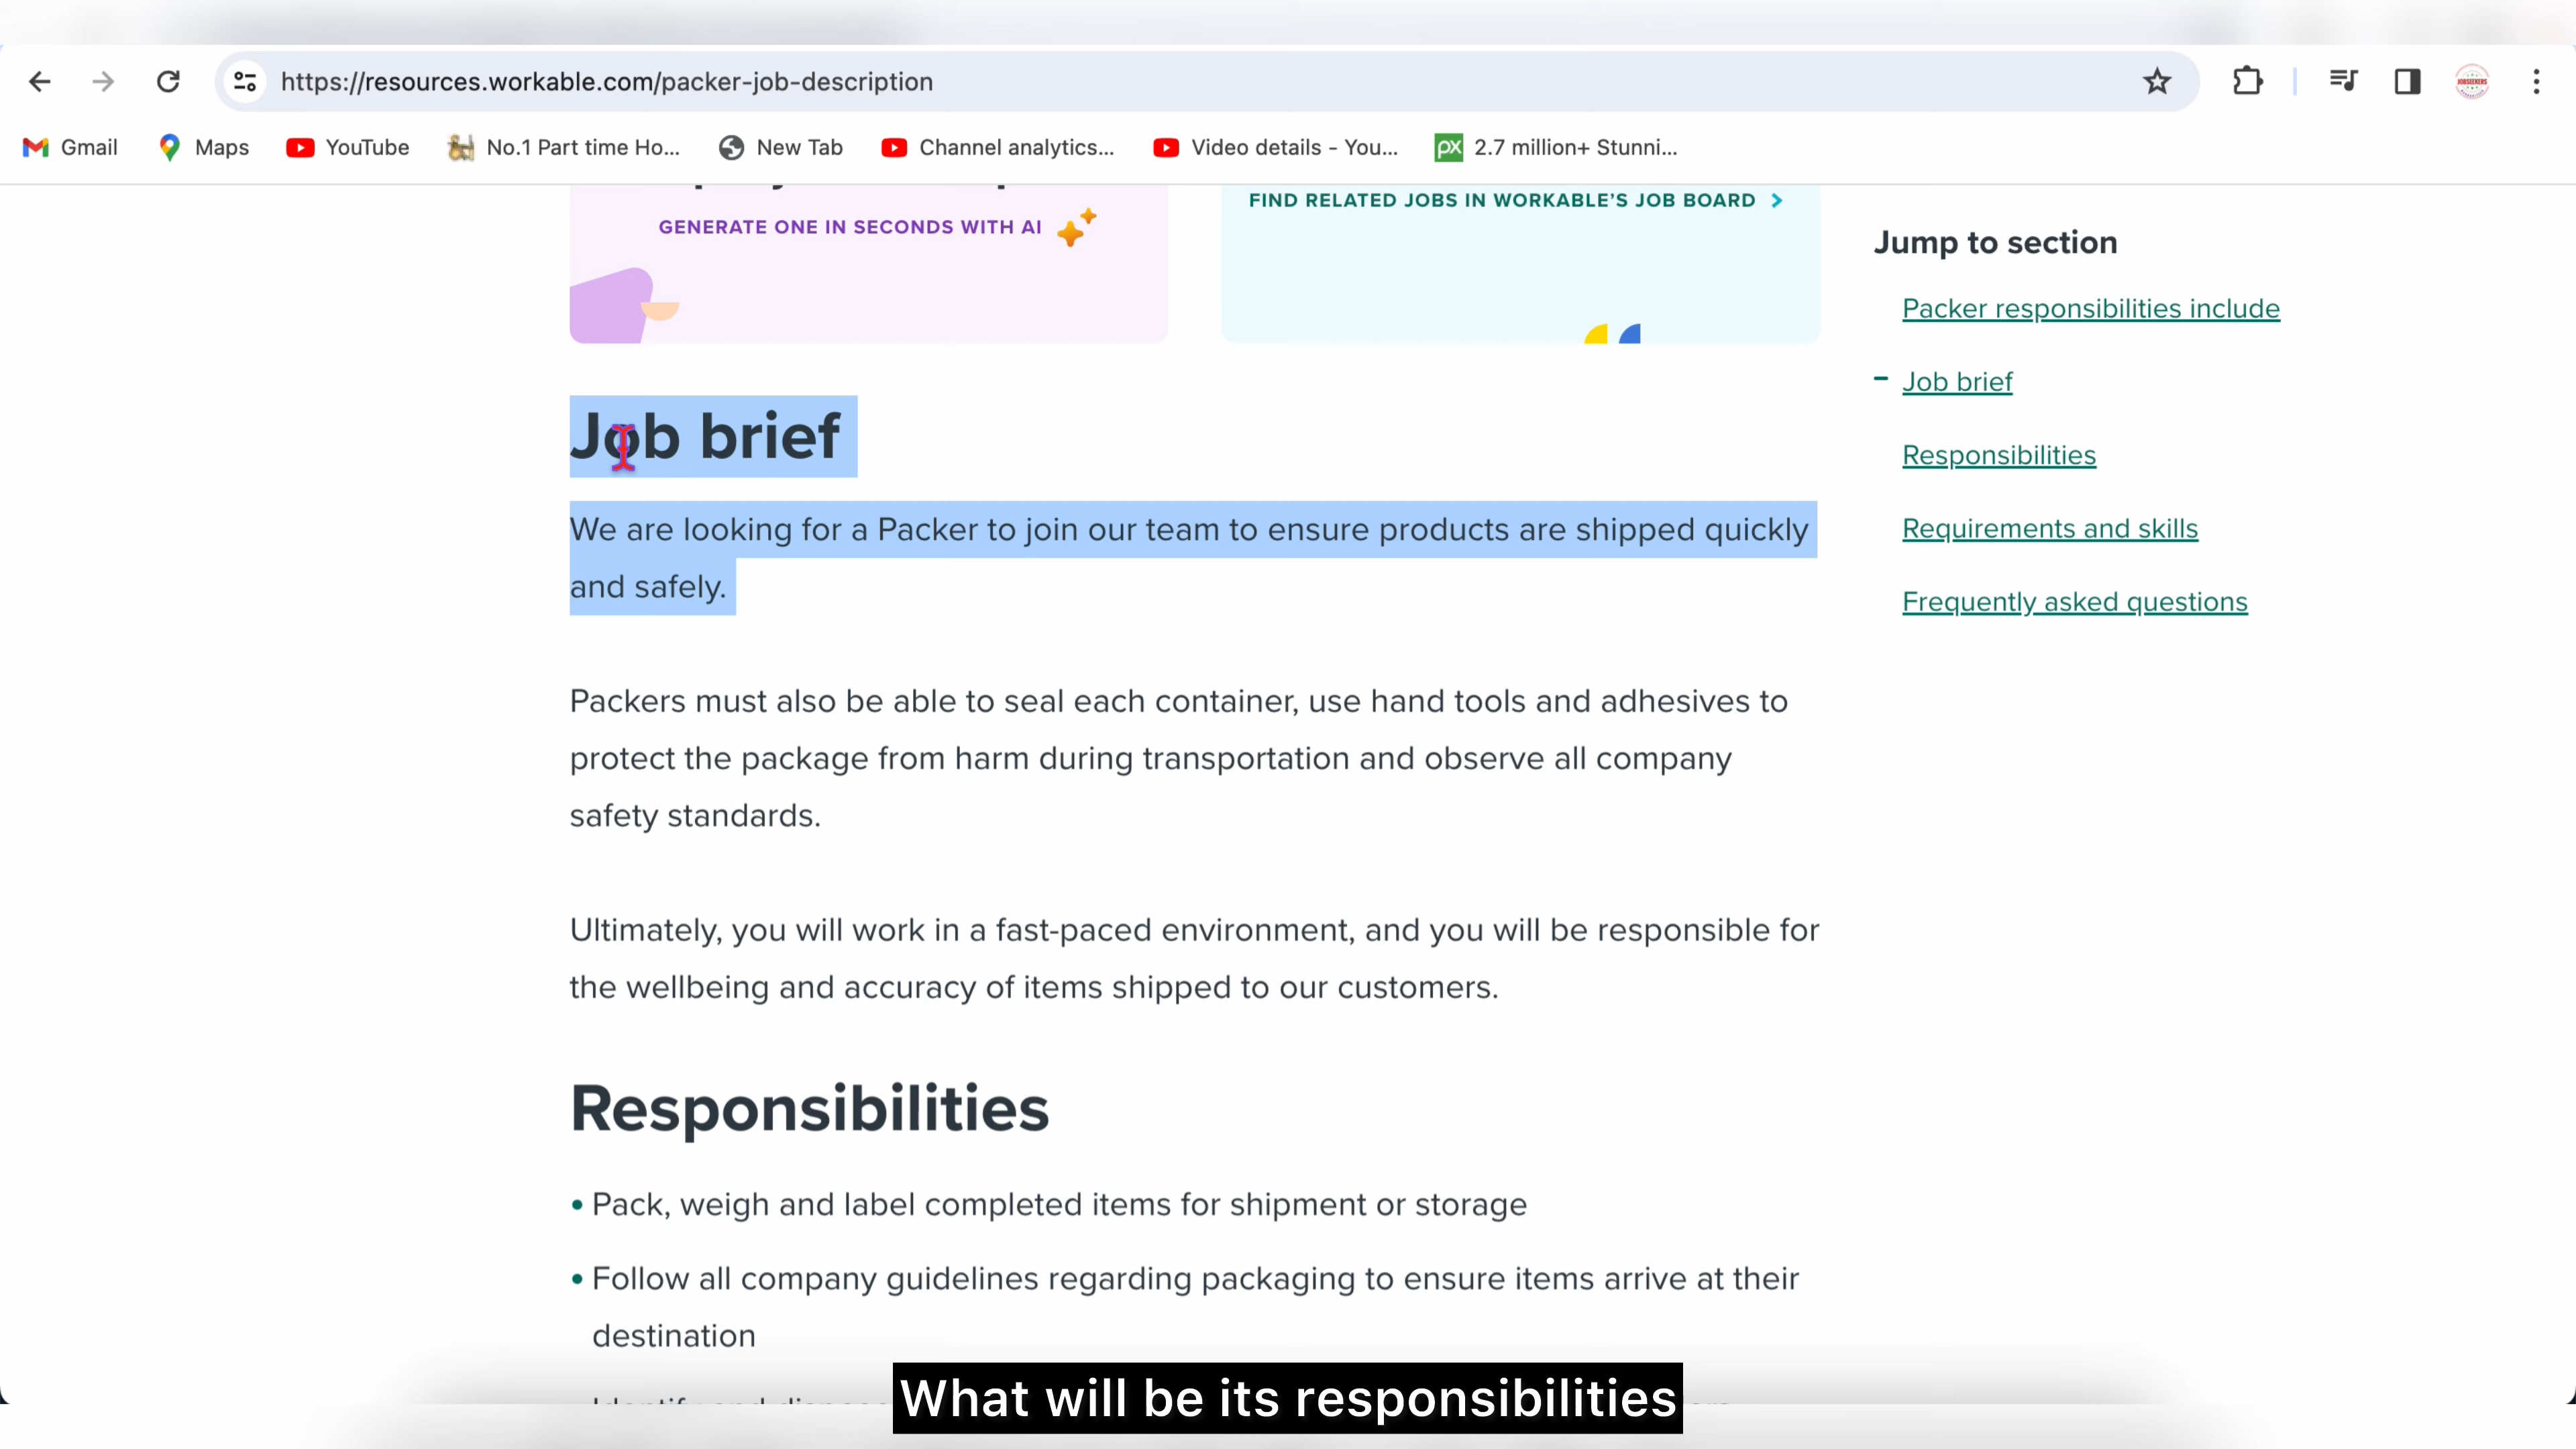 https://resources.workable.com/packer-job-description
Gmail
Maps
YouTube
No.1 Part time Ho...
New Tab
Channel analytics...
Video details - You...
px
2.7 million+ Stunni...
JOBSEEKERS
GENERATE ONE IN SECONDS WITH AI
FIND RELATED JOBS IN WORKABLE'S JOB BOARD
Jump to section
Packer responsibilities include
Job brief
Responsibilities
Requirements and skills
Frequently asked questions
Job brief
We are looking for a Packer to join our team to ensure products are shipped quickly
and safely.
Packers must also be able to seal each container, use hand tools and adhesives to
protect the package from harm during transportation and observe all company
safety standards.
Ultimately, you will work in a fast-paced environment, and you will be responsible for
the wellbeing and accuracy of items shipped to our customers.
Responsibilities
• Pack, weigh and label completed items for shipment or storage
• Follow all company guidelines regarding packaging to ensure items arrive at their
destination
What will be its responsibilities